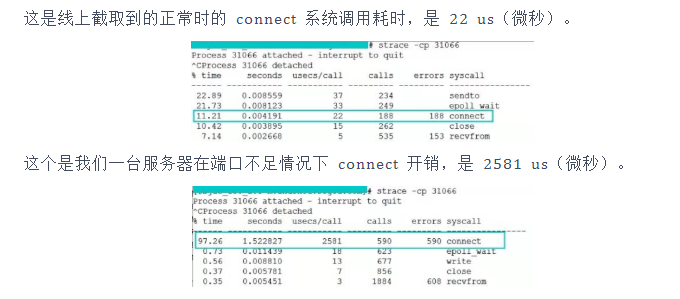 这是线上截取到的正常时的 connect 系统调用耗时，是 22 us（微秒）。
# strace -cp 31066
Process 31066 attached - interrupt to quit
^CProcess 31066 detached
% time seconds usecs/call calls errors syscall
------ ----------- ----------- --------- --------- ----------------
22.89 0.008559 37 234 sendto
21.73 0.008123 33 249 epoll_wait
11.21 0.004191 22 188 188 connect
10.42 0.003895 15 262 close
7.14 0.002668 5 535 153 recvfrom
这个是我们一台服务器在端口不足情况下 connect 开销，是 2581 us（微秒）。
# strace -cp 31066
Process 31066 attached - interrupt to quit
^CProcess 31066 detached
% time seconds usecs/call calls errors syscall
------ ----------- ----------- --------- --------- ----------------
97.26 1.522827 2581 590 590 connect
0.73 0.011439 18 623 epoll_wait
0.56 0.008810 13 677 write
0.37 0.005781 7 856 close
0.35 0.005451 3 1884 608 recvfrom